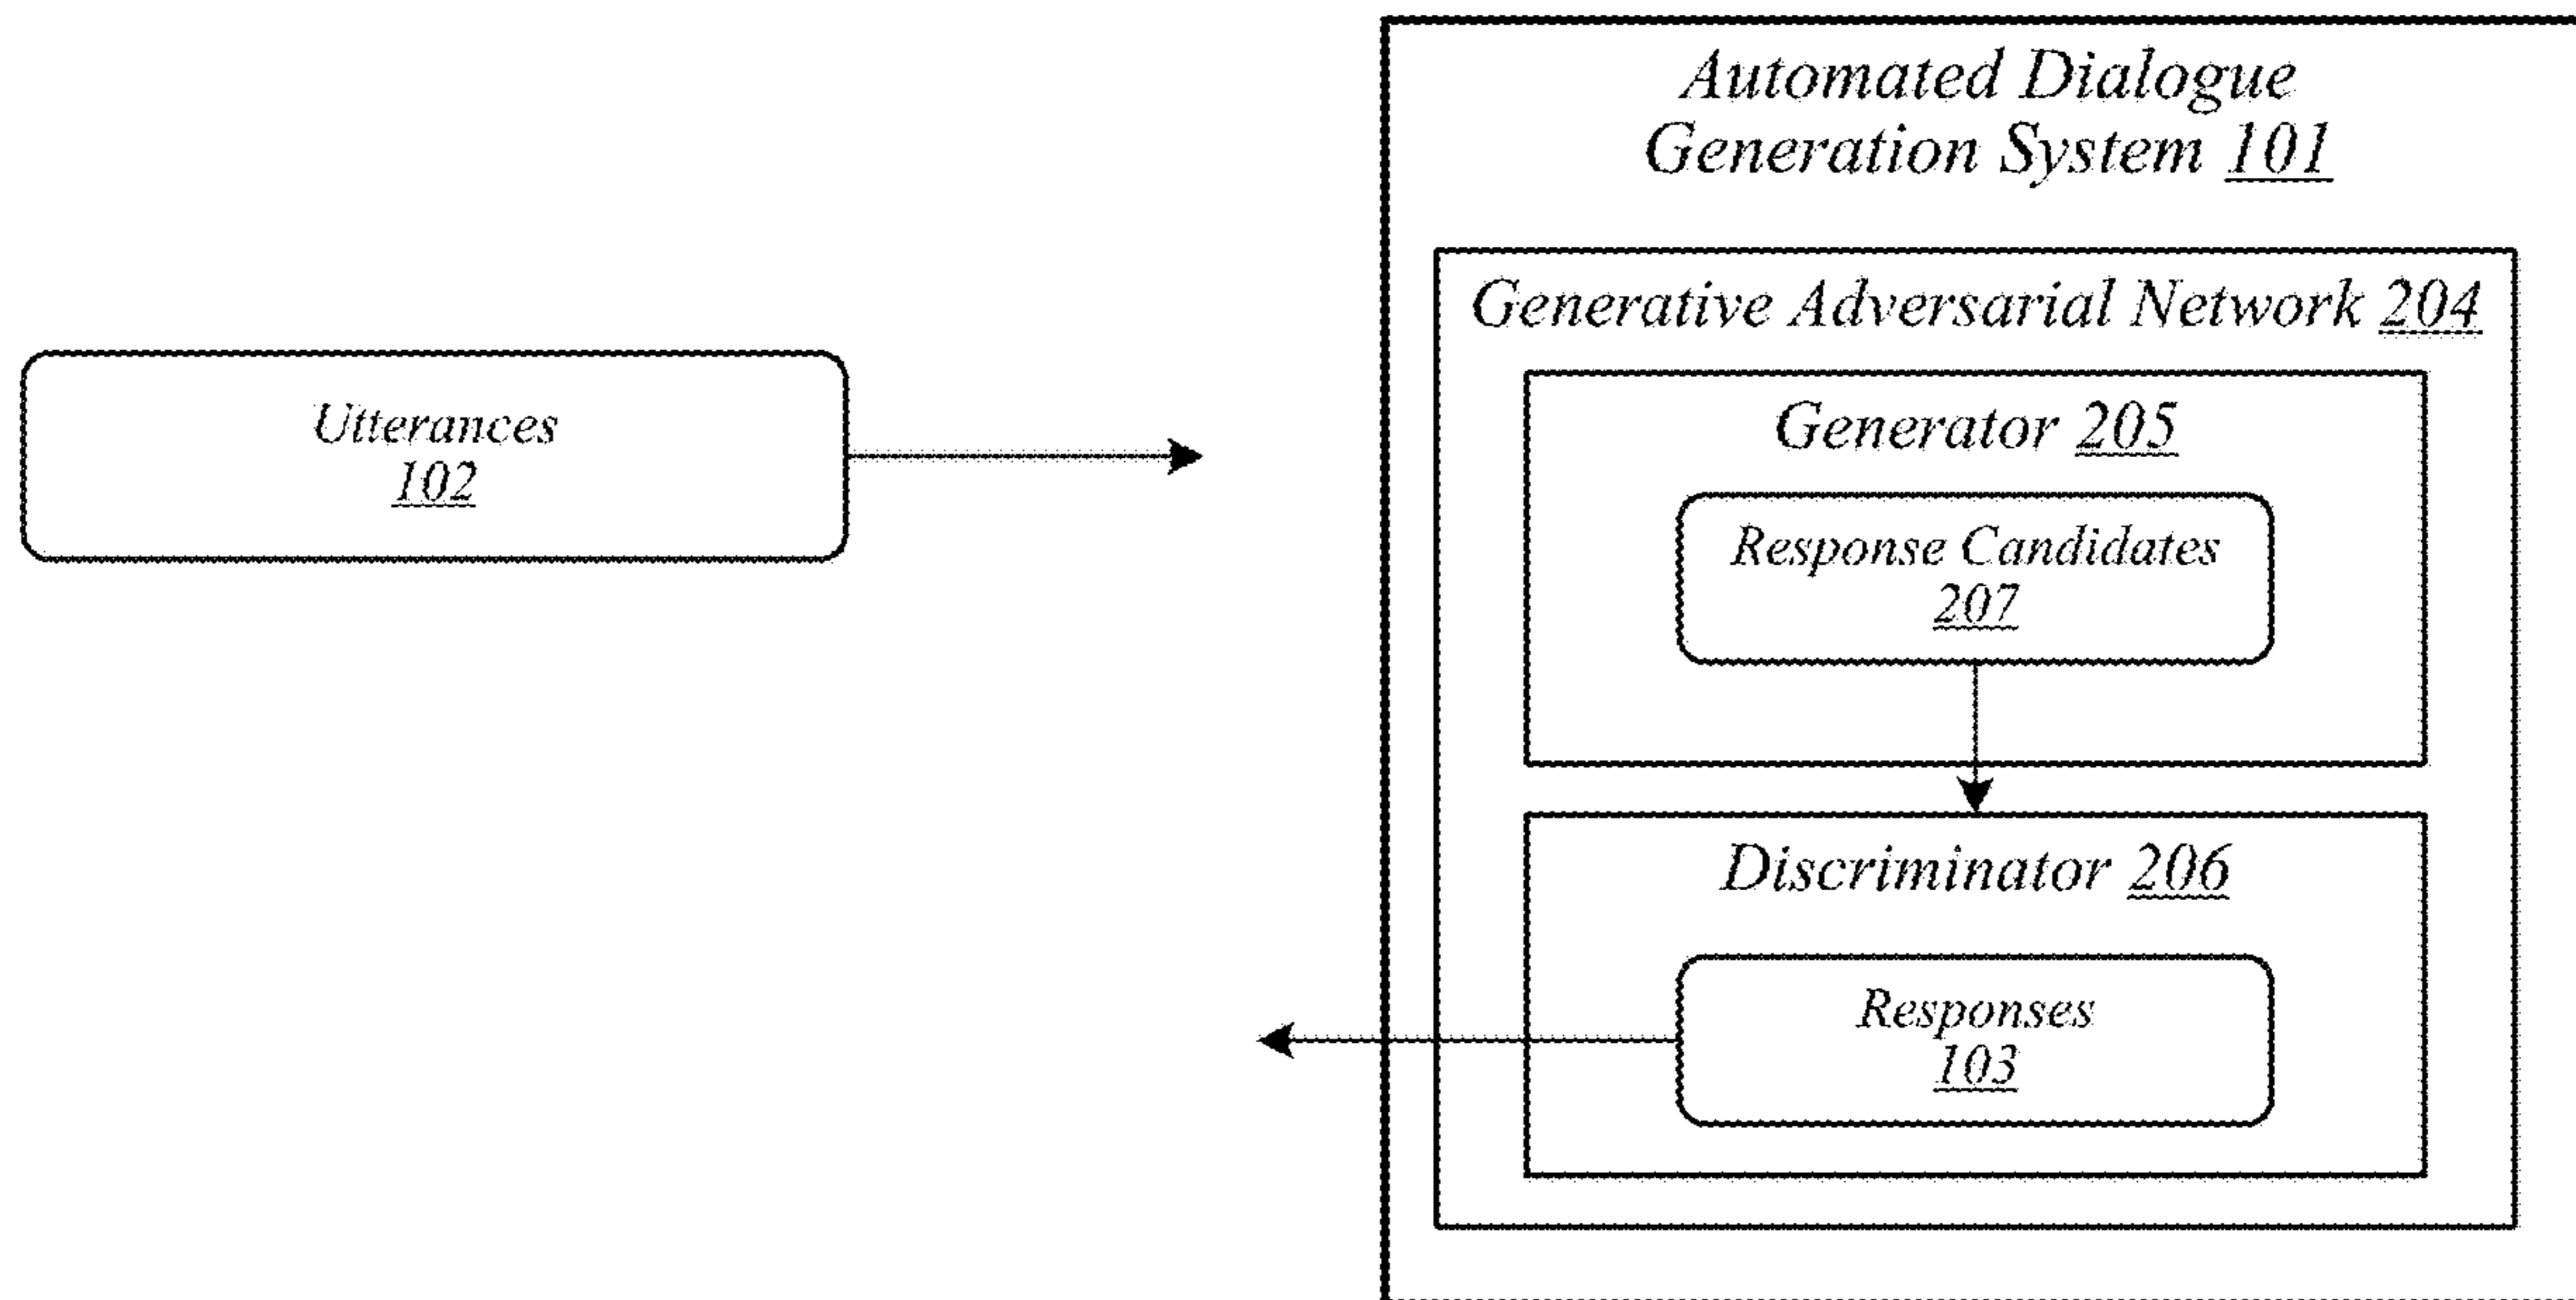 Automated Dialogue
Generation System 101
Generative Adversarial Network 204
Utterances
102
Generator 205
Response Candidates
207
Discriminator 206
Responses
103